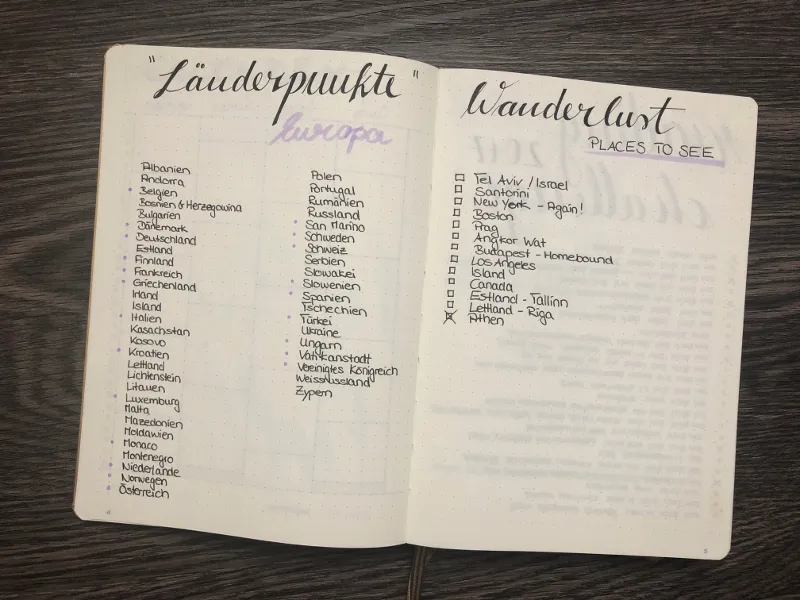 "Länderpunkte"
Europa
Albanien
Andorra
Belgien
Bosnien & Herzegowina
Bulgarien
Dänemark
Deutschland
Estland
Finnland
Frankreich
Griechenland
Irland
Island
Italien
Kasachstan
Kosovo
Kroatien
Lettland
Lichtenstein
Litauen
Luxemburg
Malta
Mazedonien
Moldawien
Monaco
Montenegro
Niederlande
Norwegen
Österreich
Polen
Portugal
Rumänien
Russland
San Marino
Schweden
Schweiz
Serbien
Slowakei
Slowenien
Spanien
Tschechien
Türkei
Ukraine
Ungarn
Vatikanstadt
Vereinigtes Königreich
Weissrussland
Zypern
Wanderlust
PLACES TO SEE
Tel Aviv / Israel
Santorini
New York - Again!
Boston
Prag
Angkor Wat
Budapest - Homebound
Los Angeles
Island
Canada
Estland - Tallinn
Lettland - Riga
Athen